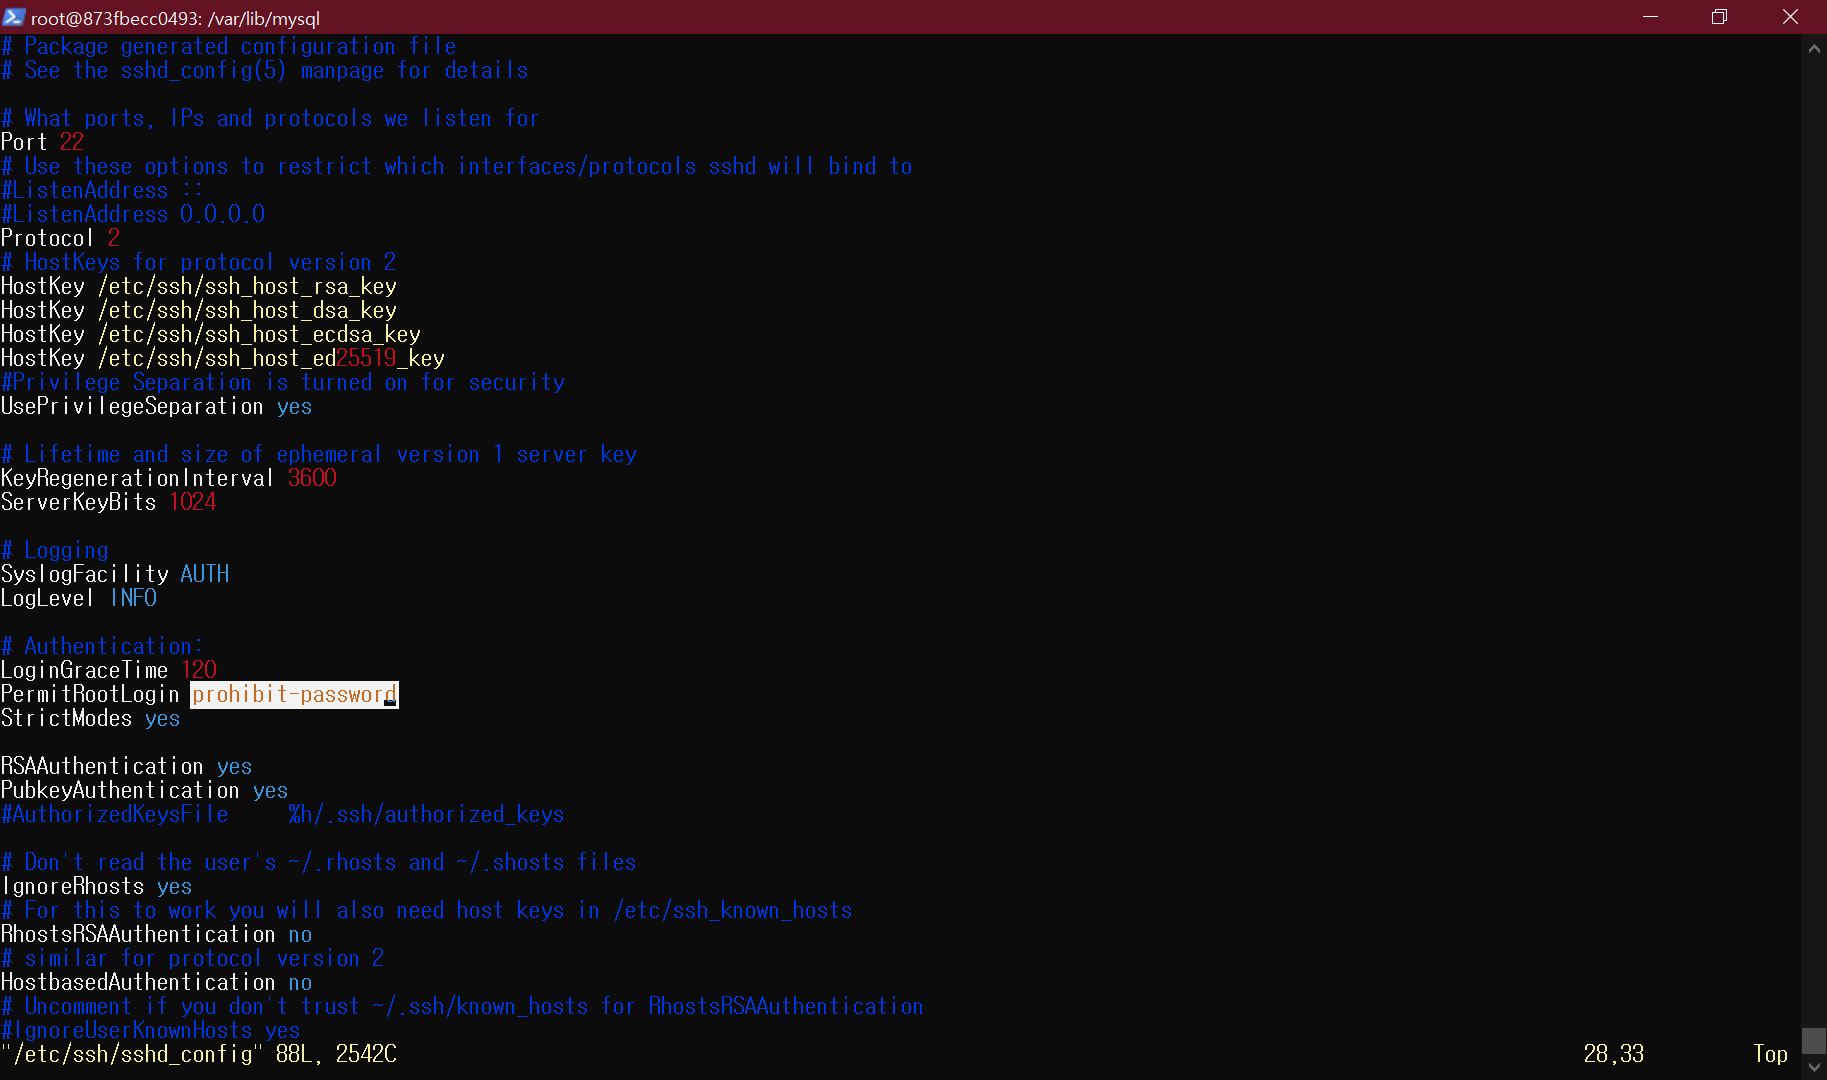 root@873fbecc0493: /var/lib/mysql
# Package generated configuration file
# See the sshd_config(5) manpage for details
# What ports, IPs and protocols we listen for
Port 22
# Use these options to restrict which interfaces/protocols sshd will bind to
#ListenAddress ::
#ListenAddress 0.0.0.0
Protocol 2
# HostKeys for protocol version 2
HostKey /etc/ssh/ssh_host_rsa_key
HostKey /etc/ssh/ssh_host_dsa_key
HostKey /etc/ssh/ssh_host_ecdsa_key
HostKey /etc/ssh/ssh_host_ed25519_key
#Privilege Separation is turned on for security
UsePrivilegeSeparation yes
# Lifetime and size of ephemeral version 1 server key
KeyRegenerationInterval 3600
ServerKeyBits 1024
# Logging
SyslogFacility AUTH
LogLevel INFO
# Authentication:
LoginGraceTime 120
PermitRootLogin prohibit-password
StrictModes yes
RSAAuthentication yes
PubkeyAuthentication yes
#AuthorizedKeysFile     %h/.ssh/authorized_keys
# Don't read the user's ~/.rhosts and ~/.shosts files
IgnoreRhosts yes
# For this to work you will also need host keys in /etc/ssh_known_hosts
RhostsRSAAuthentication no
# similar for protocol version 2
HostbasedAuthentication no
# Uncomment if you don't trust ~/.ssh/known_hosts for RhostsRSAAuthentication
#IgnoreUserKnownHosts yes
"/etc/ssh/sshd_config" 88L, 2542C 28,33 Top